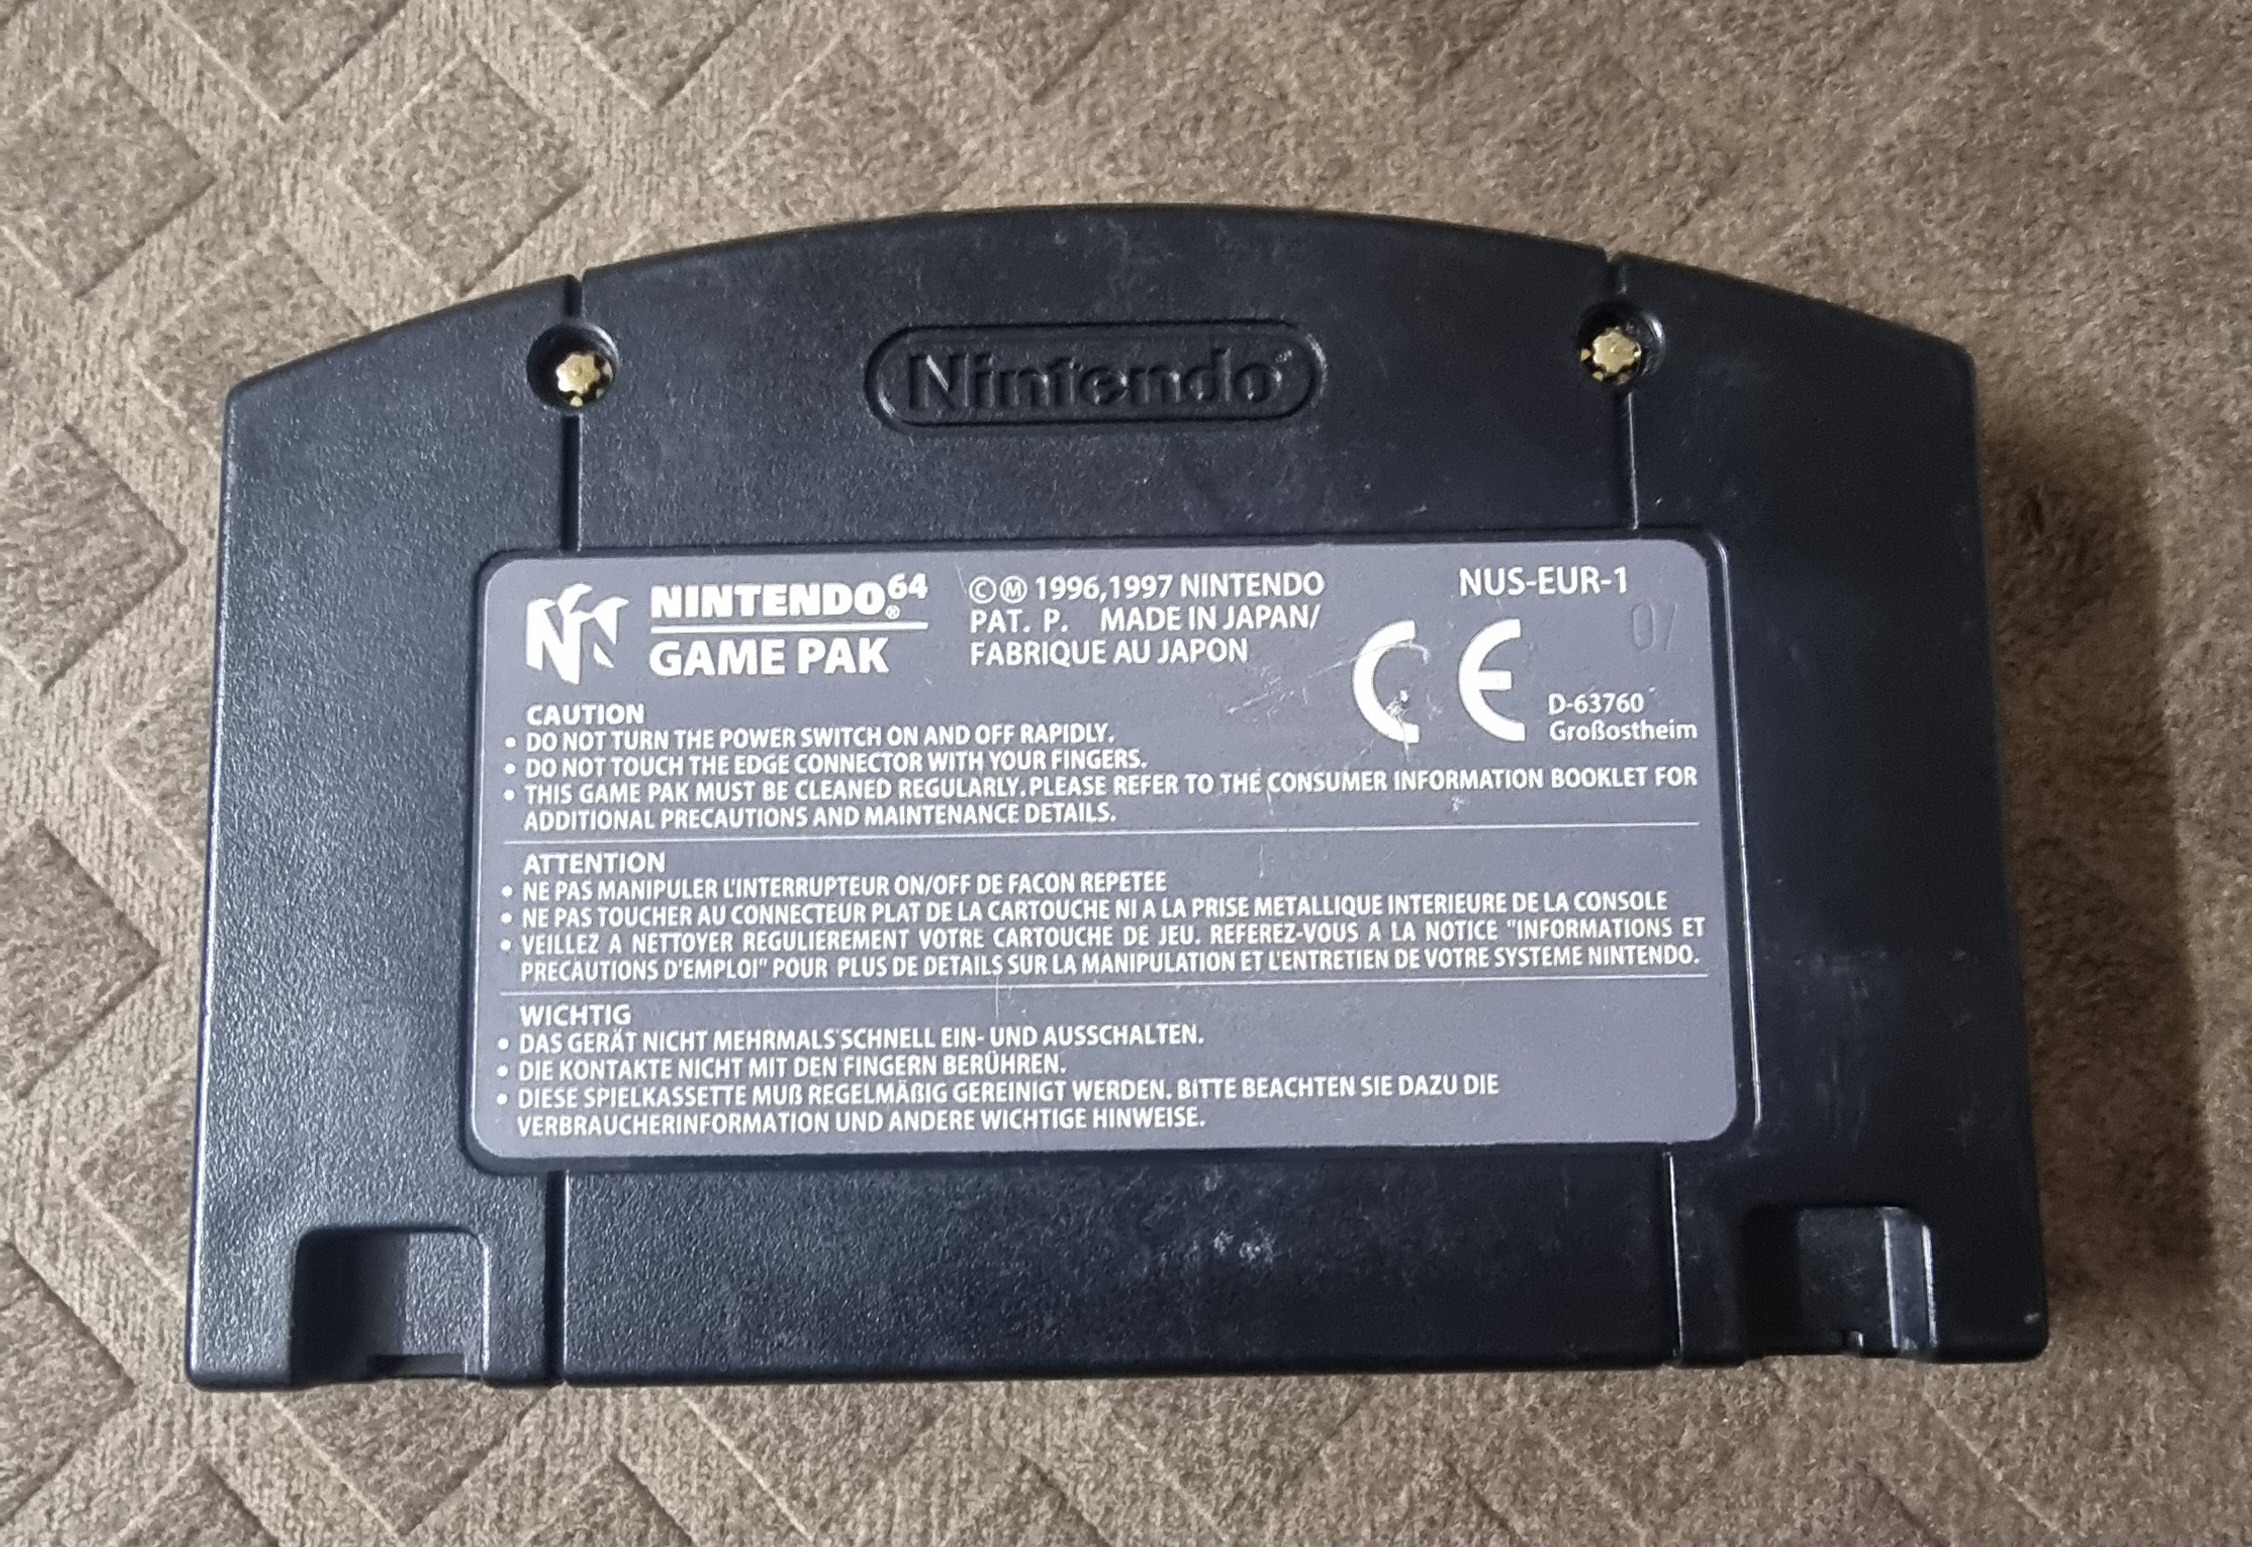 Nintendo®
NINTENDO64®
GAME PAK
©Ⓜ 1996,1997 NINTENDO
PAT. P. MADE IN JAPAN/
FABRIQUE AU JAPON
NUS-EUR-1
07
CE
D-63760
Großostheim
CAUTION
• DO NOT TURN THE POWER SWITCH ON AND OFF RAPIDLY.
• DO NOT TOUCH THE EDGE CONNECTOR WITH YOUR FINGERS.
• THIS GAME PAK MUST BE CLEANED REGULARLY. PLEASE REFER TO THE CONSUMER INFORMATION BOOKLET FOR
ADDITIONAL PRECAUTIONS AND MAINTENANCE DETAILS.
ATTENTION
• NE PAS MANIPULER L'INTERRUPTEUR ON/OFF DE FACON REPETEE
• NE PAS TOUCHER AU CONNECTEUR PLAT DE LA CARTOUCHE NI A LA PRISE METALLIQUE INTERIEURE DE LA CONSOLE
• VEILLEZ A NETTOYER REGULIEREMENT VOTRE CARTOUCHE DE JEU. REFEREZ-VOUS A LA NOTICE "INFORMATIONS ET
PRECAUTIONS D'EMPLOI" POUR PLUS DE DETAILS SUR LA MANIPULATION ET L'ENTRETIEN DE VOTRE SYSTEME NINTENDO.
WICHTIG
• DAS GERÄT NICHT MEHRMALS SCHNELL EIN- UND AUSSCHALTEN.
• DIE KONTAKTE NICHT MIT DEN FINGERN BERÜHREN.
• DIESE SPIELKASSETTE MUß REGELMÄßIG GEREINIGT WERDEN. BITTE BEACHTEN SIE DAZU DIE
VERBRAUCHERINFORMATION UND ANDERE WICHTIGE HINWEISE.